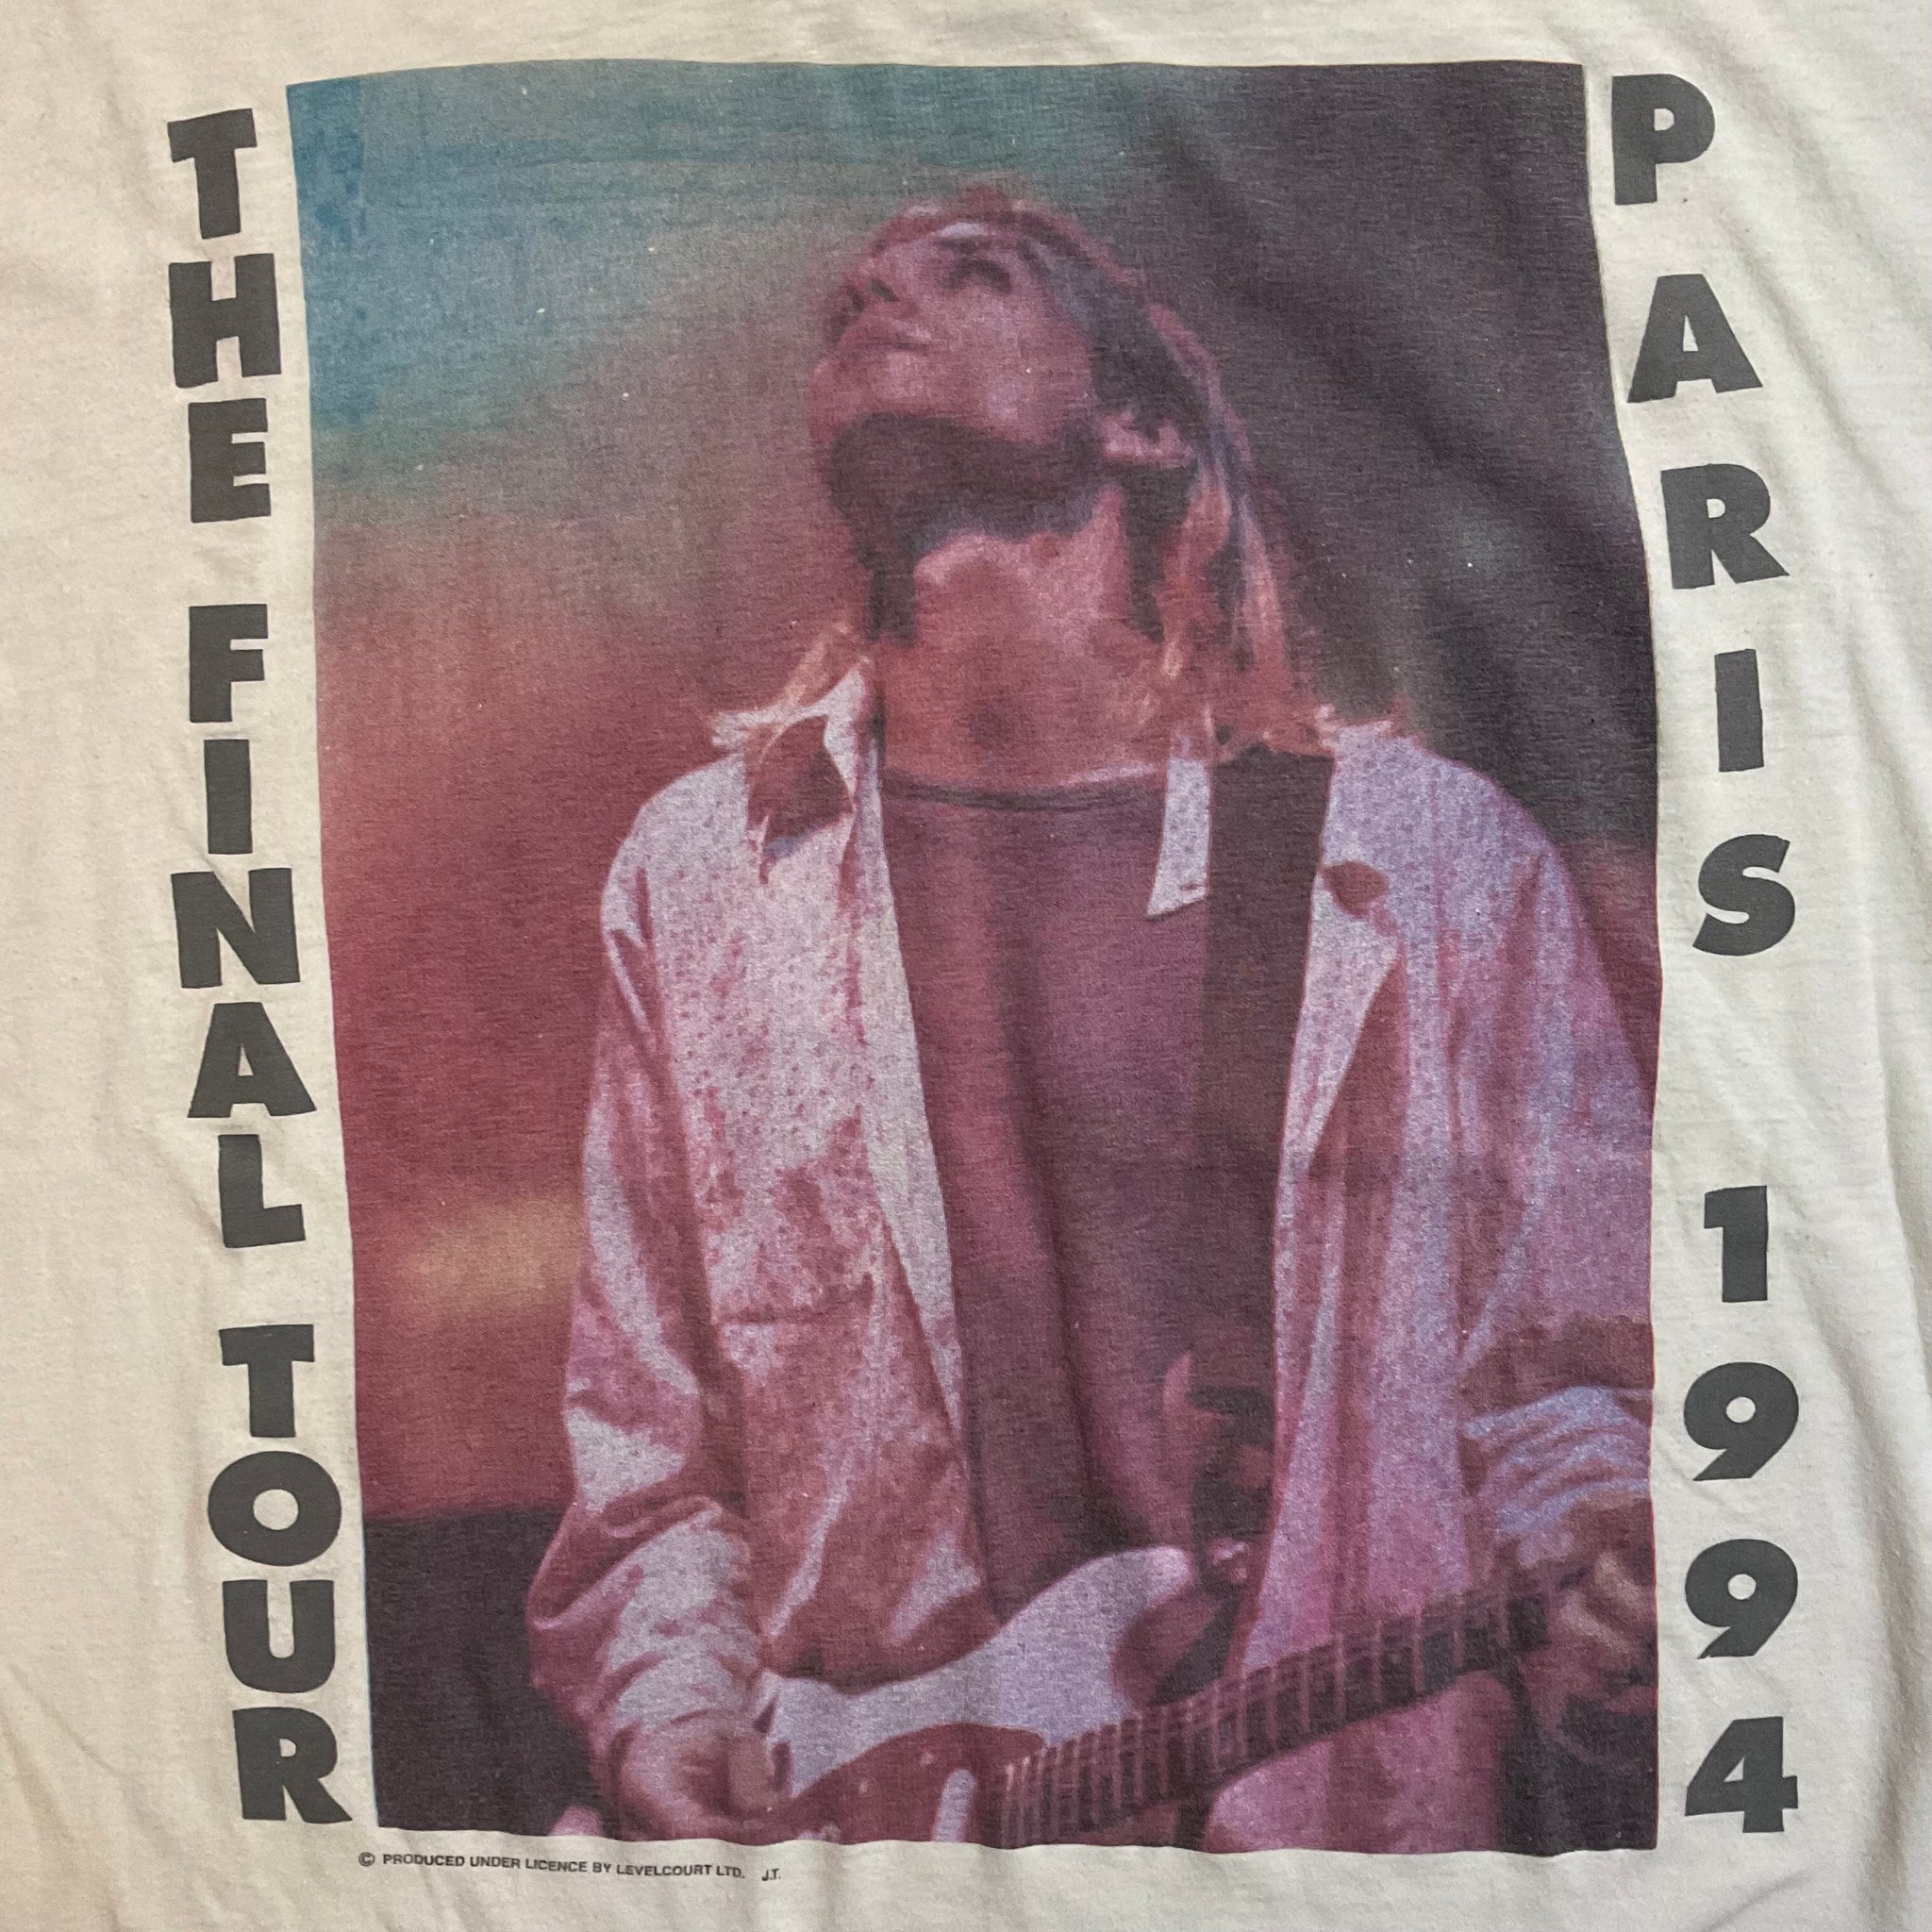 THE FINAL TOUR
PARIS 1994
© PRODUCED UNDER LICENCE BY LEVELCOURT LTD. J.T.